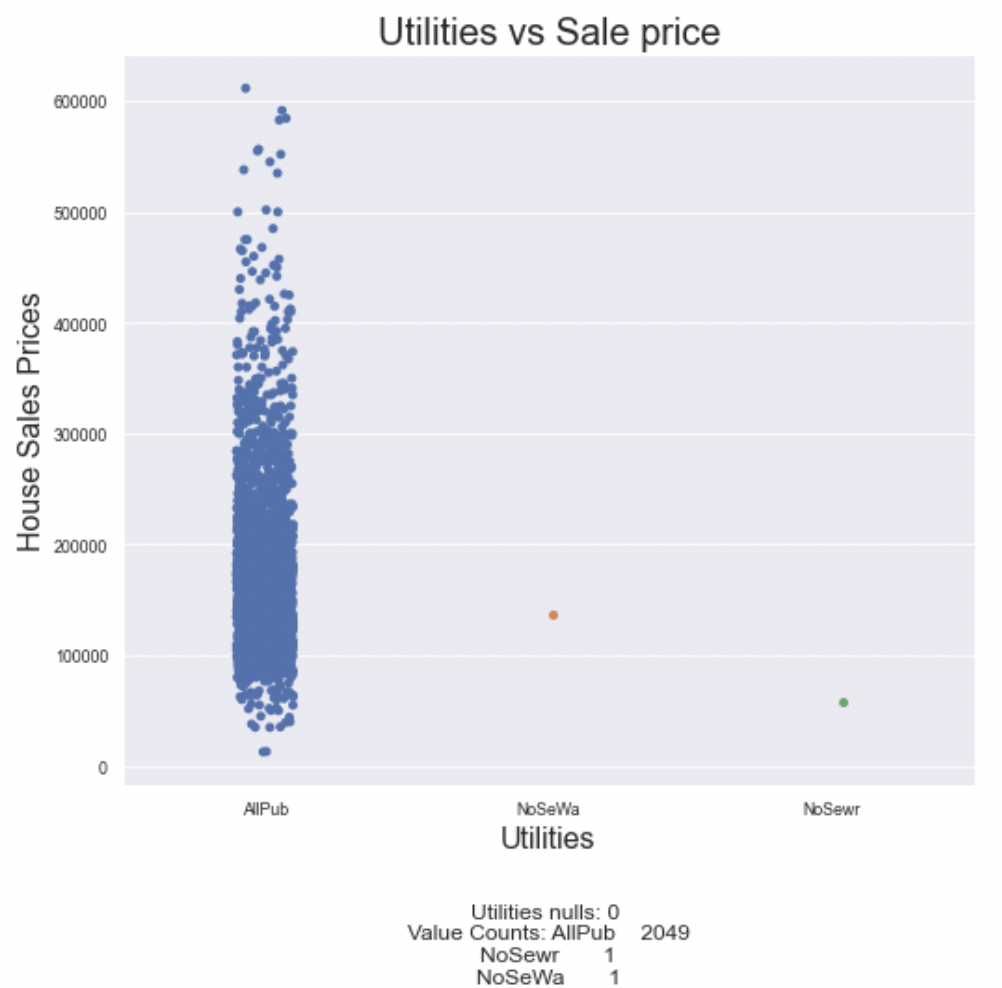 Utilities vs Sale price
600000
500000
400000
300000
200000
100000
0
House Sales Prices
AllPub NoSeWa NoSewr
Utilities
Utilities nulls: 0
Value Counts: AllPub 2049
NoSewr 1
NoSeWa 1